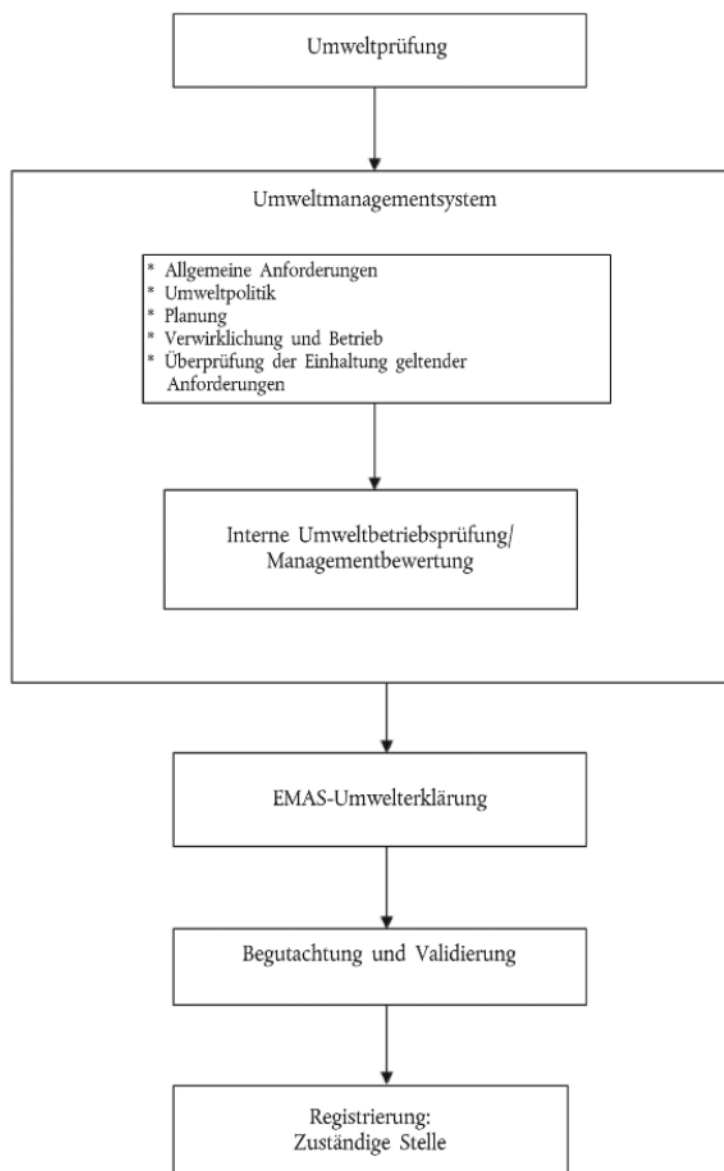 Umweltprüfung
Umweltmanagementsystem
* Allgemeine Anforderungen
* Umweltpolitik
* Planung
* Verwirklichung und Betrieb
* Überprüfung der Einhaltung geltender
Anforderungen
Interne Umweltbetriebsprüfung/
Managementbewertung
EMAS-Umwelterklärung
Begutachtung und Validierung
Registrierung:
Zuständige Stelle